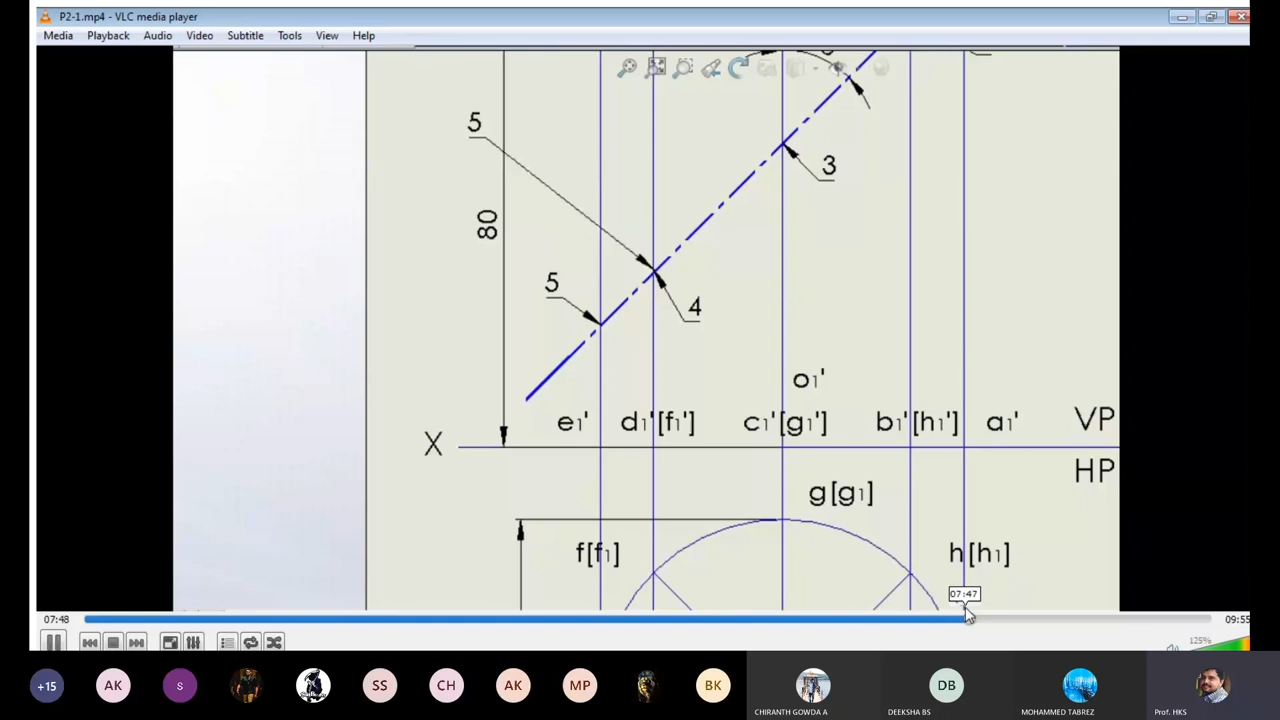 P2-1.mp4 - VLC media player
Media Playback Audio Video Subtitle Tools View Help
5
3
80
5
4
o1'
e1' d1'[f1'] c1'[g1'] b1'[h1'] a1' VP
X
HP
g[g1]
f[f1] h[h1]
07:47
07:48 09:55
125%
+15 AK S SS CH AK MP BK DB
CHIRANTH GOWDA A DEEKSHA BS MOHAMMED TABREZ Prof. HKS